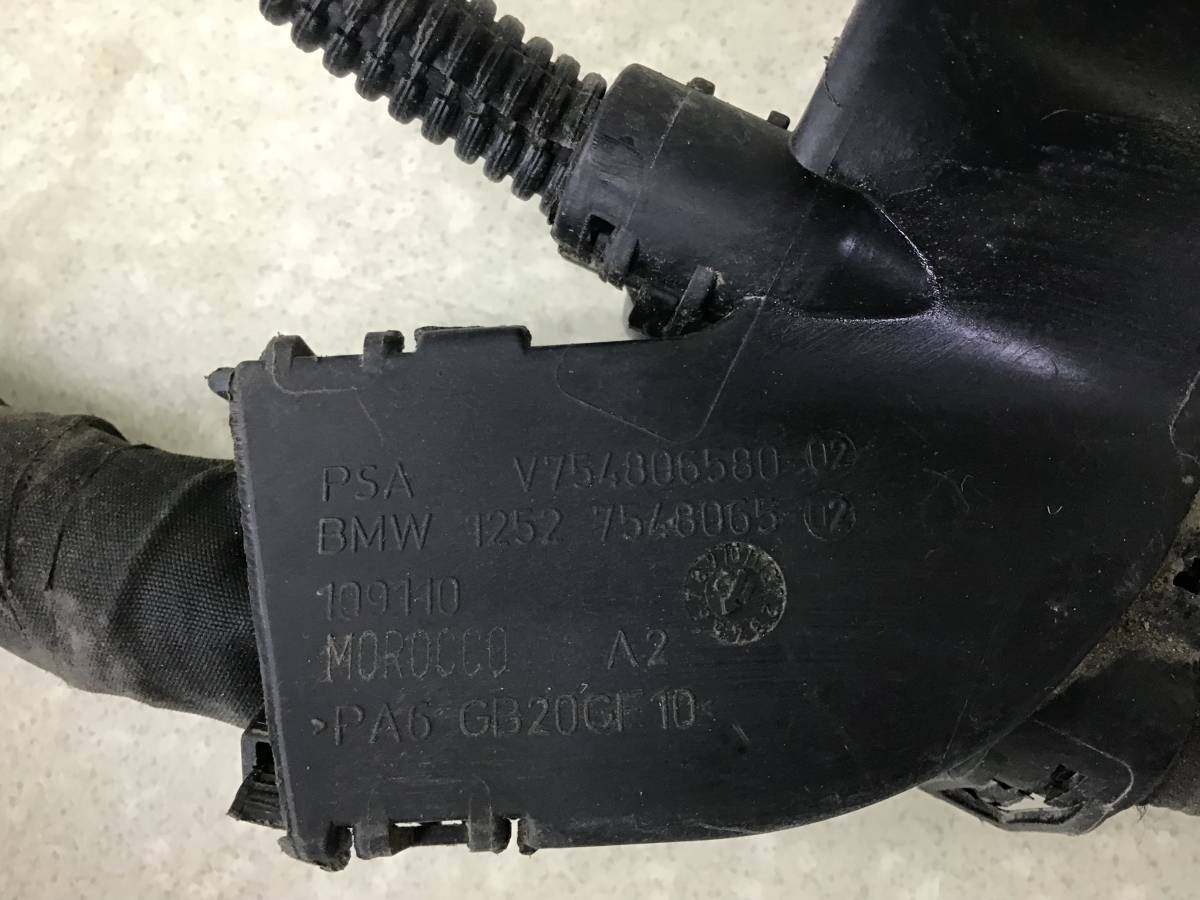 PSA V754806580 02
BMW 1252 7548065 02
109110
MOROCCO A2
>PA6 GB20GF10<